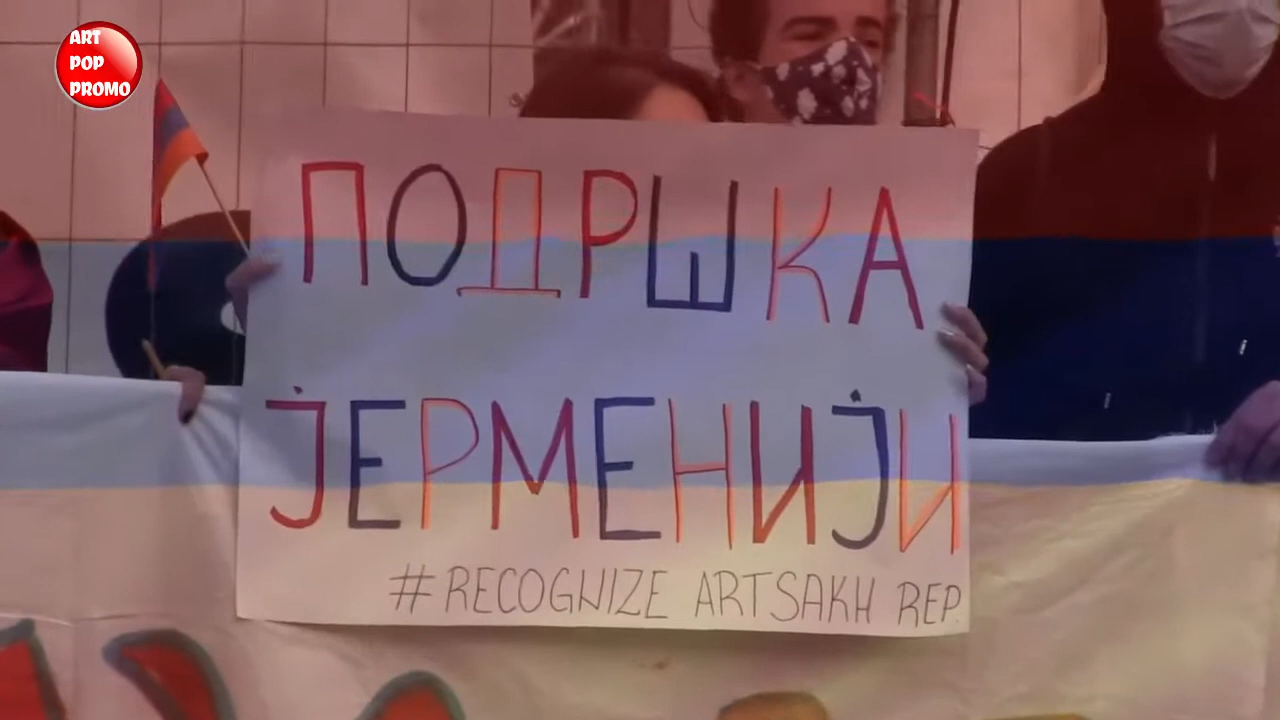 ART
POP
PROMO
ПОДРШКА
ЈЕРМЕНИЈИ
#RECOGNIZE ARTSAKH REP.